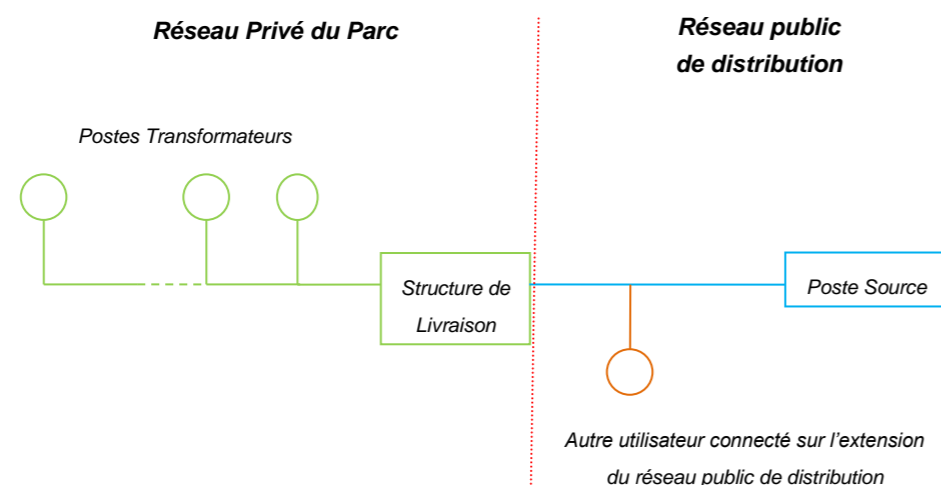 Réseau Privé du Parc
Réseau public
de distribution
Postes Transformateurs
Structure de
Livraison
Poste Source
Autre utilisateur connecté sur l'extension
du réseau public de distribution